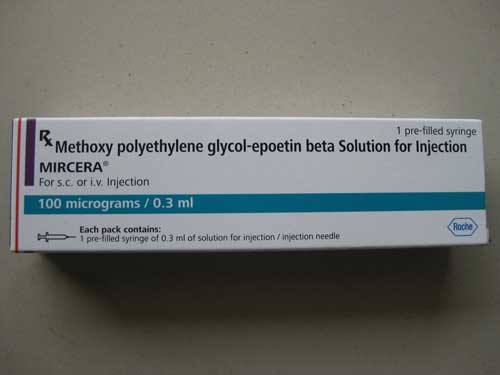 1 pre-filled syringe
Rx Methoxy polyethylene glycol-epoetin beta Solution for Injection
MIRCERA®
For s.c. or i.v. Injection
100 micrograms / 0.3 ml
Each pack contains:
1 pre-filled syringe of 0.3 ml of solution for injection / injection needle
Roche